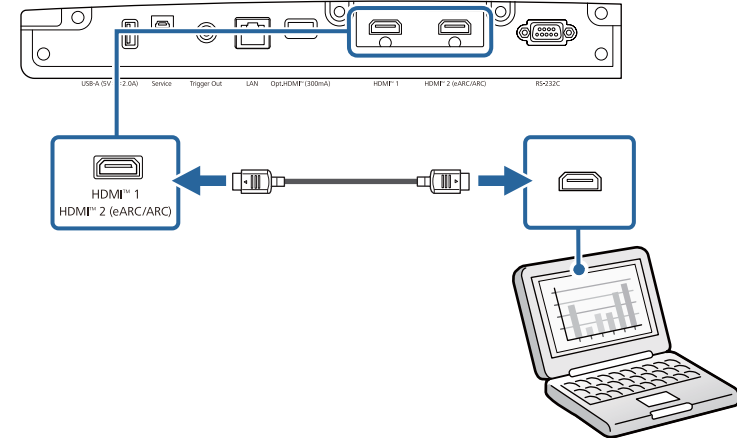 USB-A (5V ⎓ 2.0A) Service Trigger Out LAN Opt.HDMI™ (300mA) HDMI™ 1 HDMI™ 2 (eARC/ARC) RS-232C
HDMI™ 1
HDMI™ 2 (eARC/ARC)